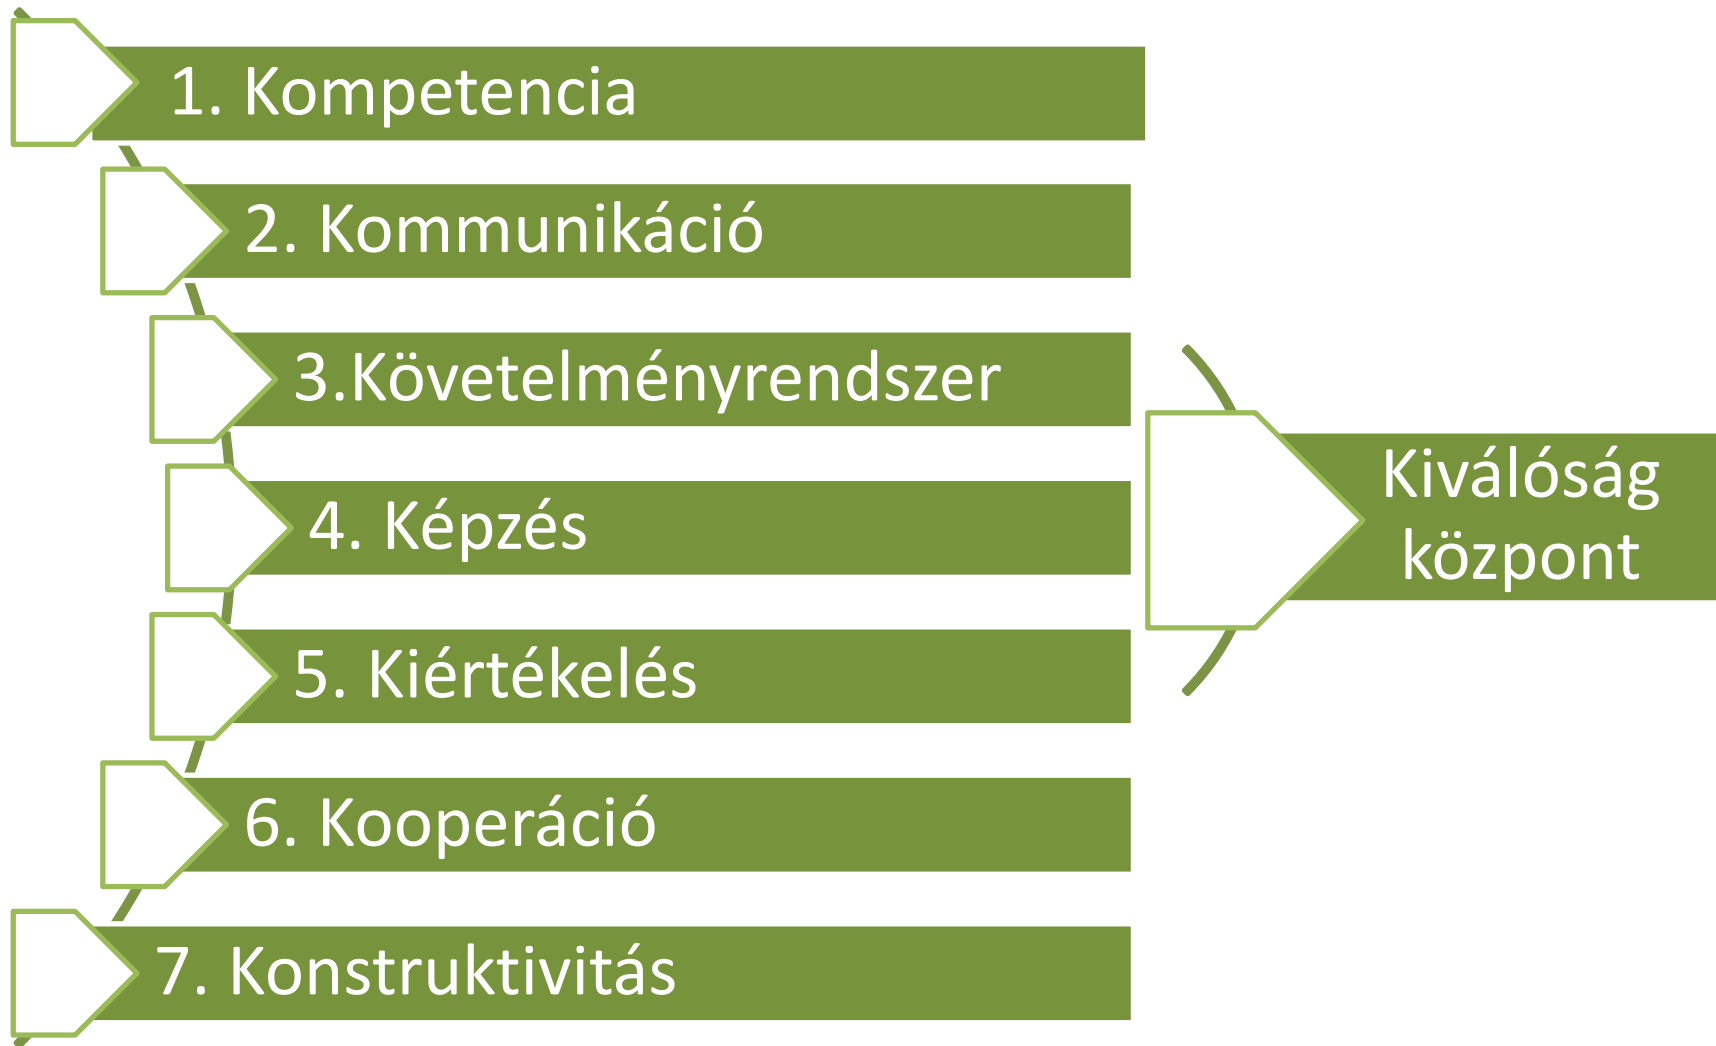 1. Kompetencia
2. Kommunikáció
3.Követelményrendszer
4. Képzés
5. Kiértékelés
6. Kooperáció
7. Konstruktivitás
Kiválóság
központ